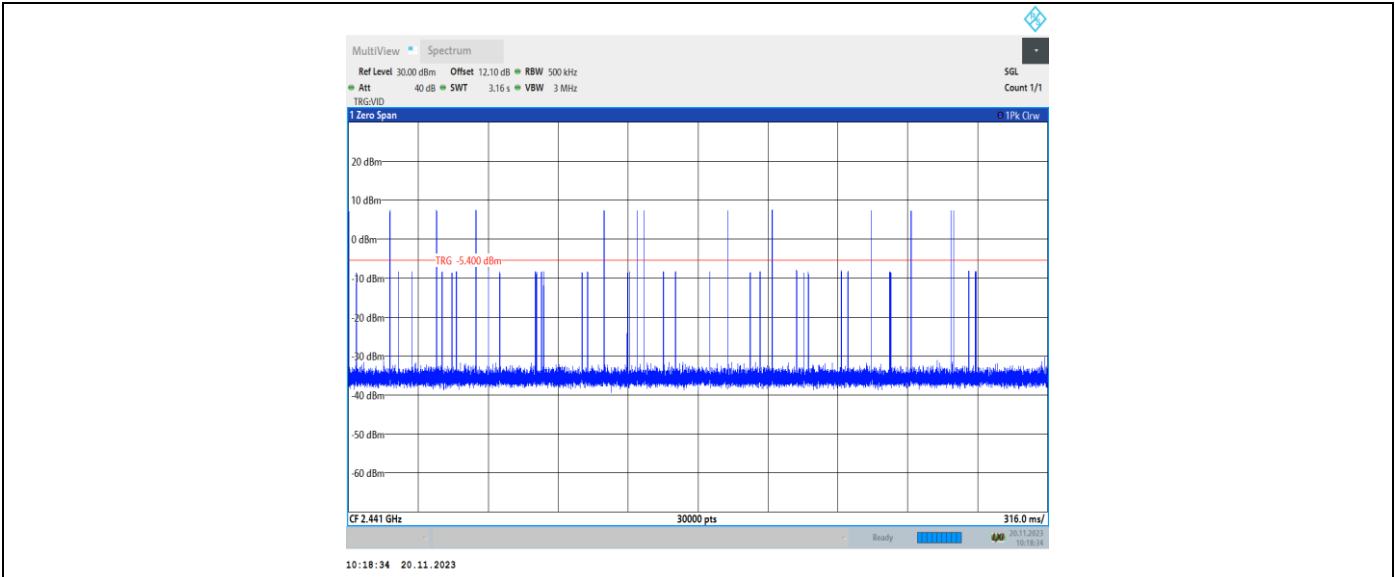 MultiView Spectrum
Ref Level 30.00 dBm Offset 12.10 dB RBW 500 kHz SGL
Att 40 dB SWT 3.16 s VBW 3 MHz Count 1/1
TRG:VID
1 Zero Span 1Pk Clrw
20 dBm
10 dBm
0 dBm
TRG -5.400 dBm
-10 dBm
-20 dBm
-30 dBm
-40 dBm
-50 dBm
-60 dBm
CF 2.441 GHz 30000 pts 316.0 ms/
Ready 20.11.2023
10:18:34
10:18:34 20.11.2023